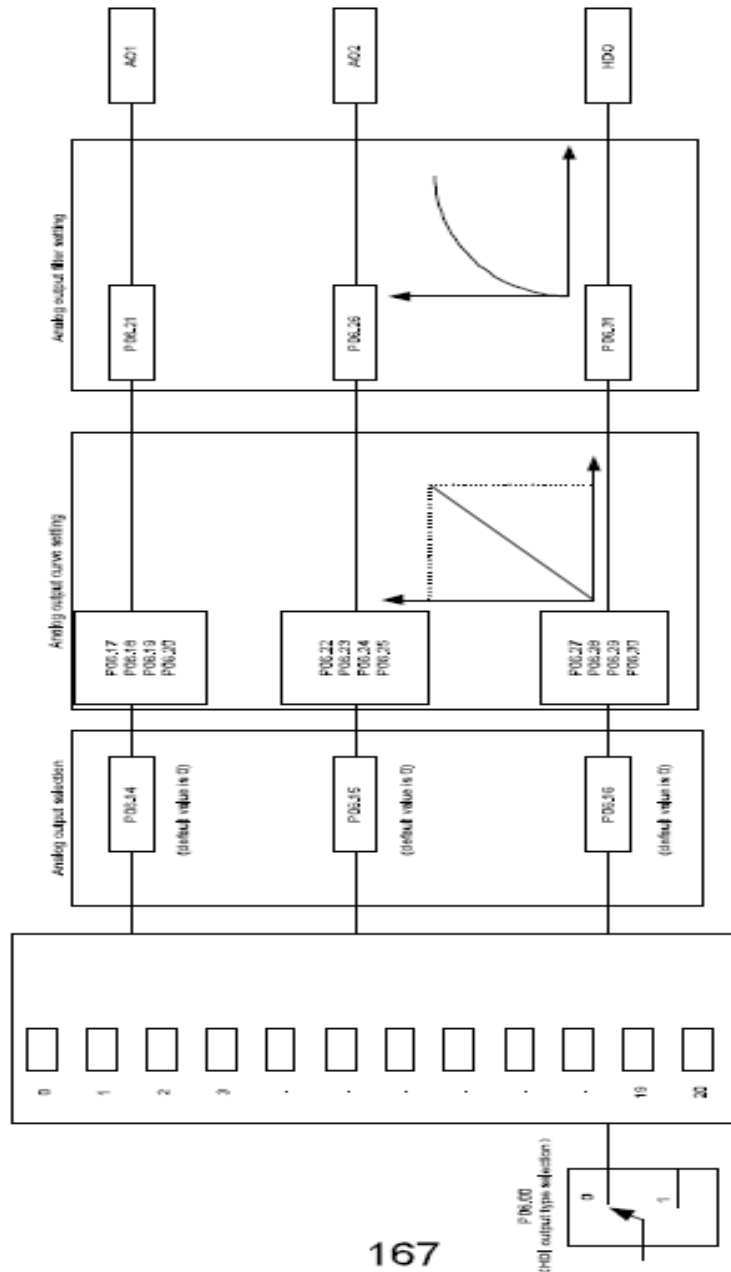 P06.00
(HDO output type selection)
0
1
0
1
2
3
.
.
.
.
.
.
19
20
Analog output selection
P06.14
(default value is 0)
P06.15
(default value is 0)
P06.16
(default value is 0)
Analog output curve setting
P06.17
P06.18
P06.19
P06.20
P06.22
P06.23
P06.24
P06.25
P06.27
P06.28
P06.29
P06.30
Analog output filter setting
P06.21
P06.26
P06.31
AO1
AO2
HDO
167